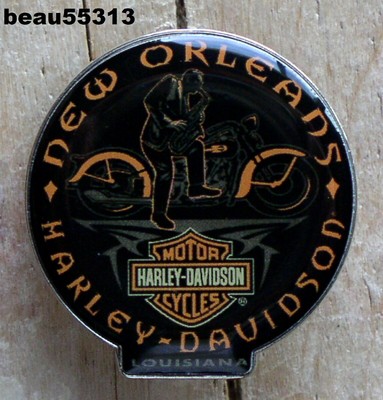 beau55313
NEW ORLEANS
MOTOR
HARLEY-DAVIDSON
CYCLES
®
HARLEY-DAVIDSON
LOUISIANA